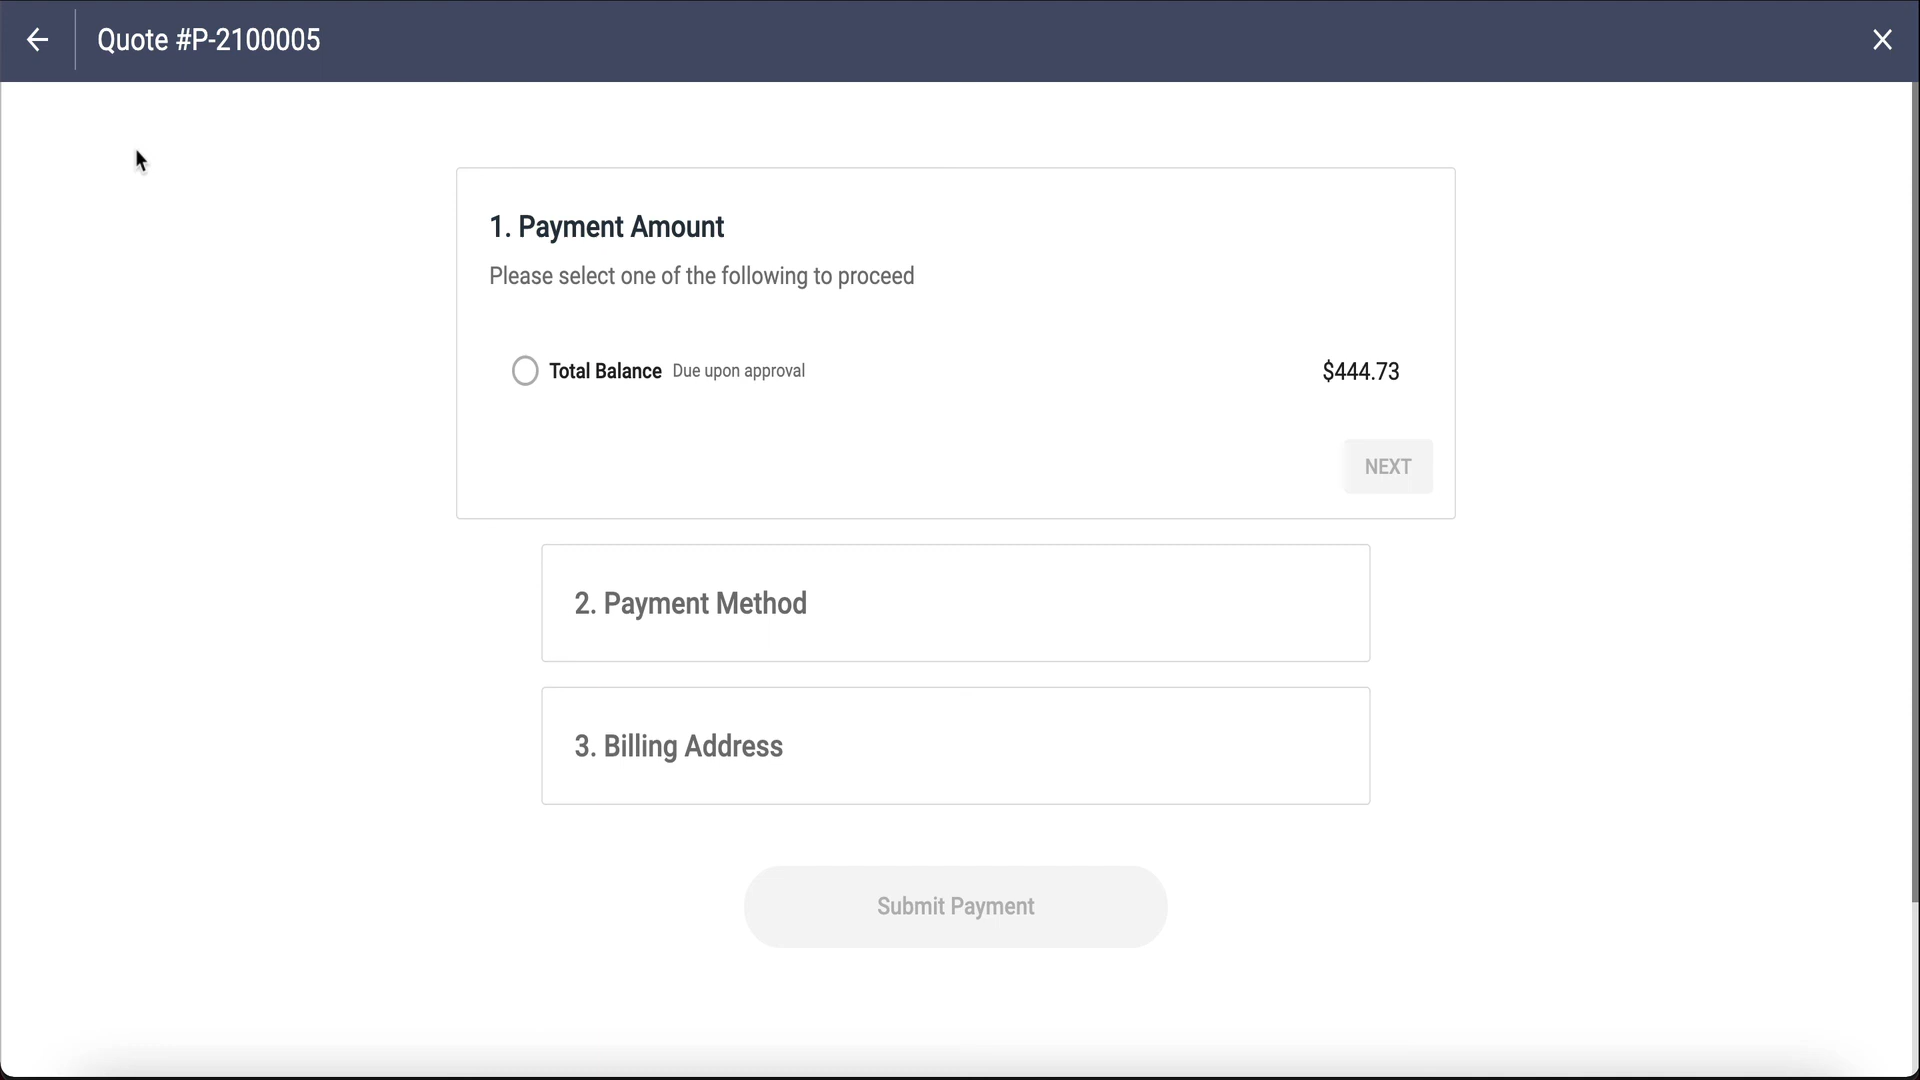 Quote #P-2100005
1. Payment Amount
Please select one of the following to proceed
Total Balance Due upon approval $444.73
NEXT
2. Payment Method
3. Billing Address
Submit Payment